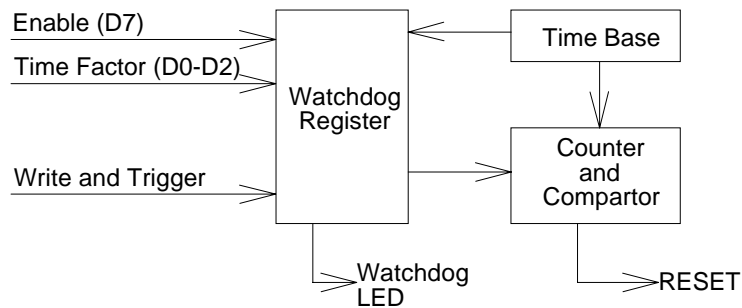 Enable (D7)
Time Factor (D0-D2)
Write and Trigger
Watchdog
Register
Time Base
Counter
and
Compartor
Watchdog
LED
RESET